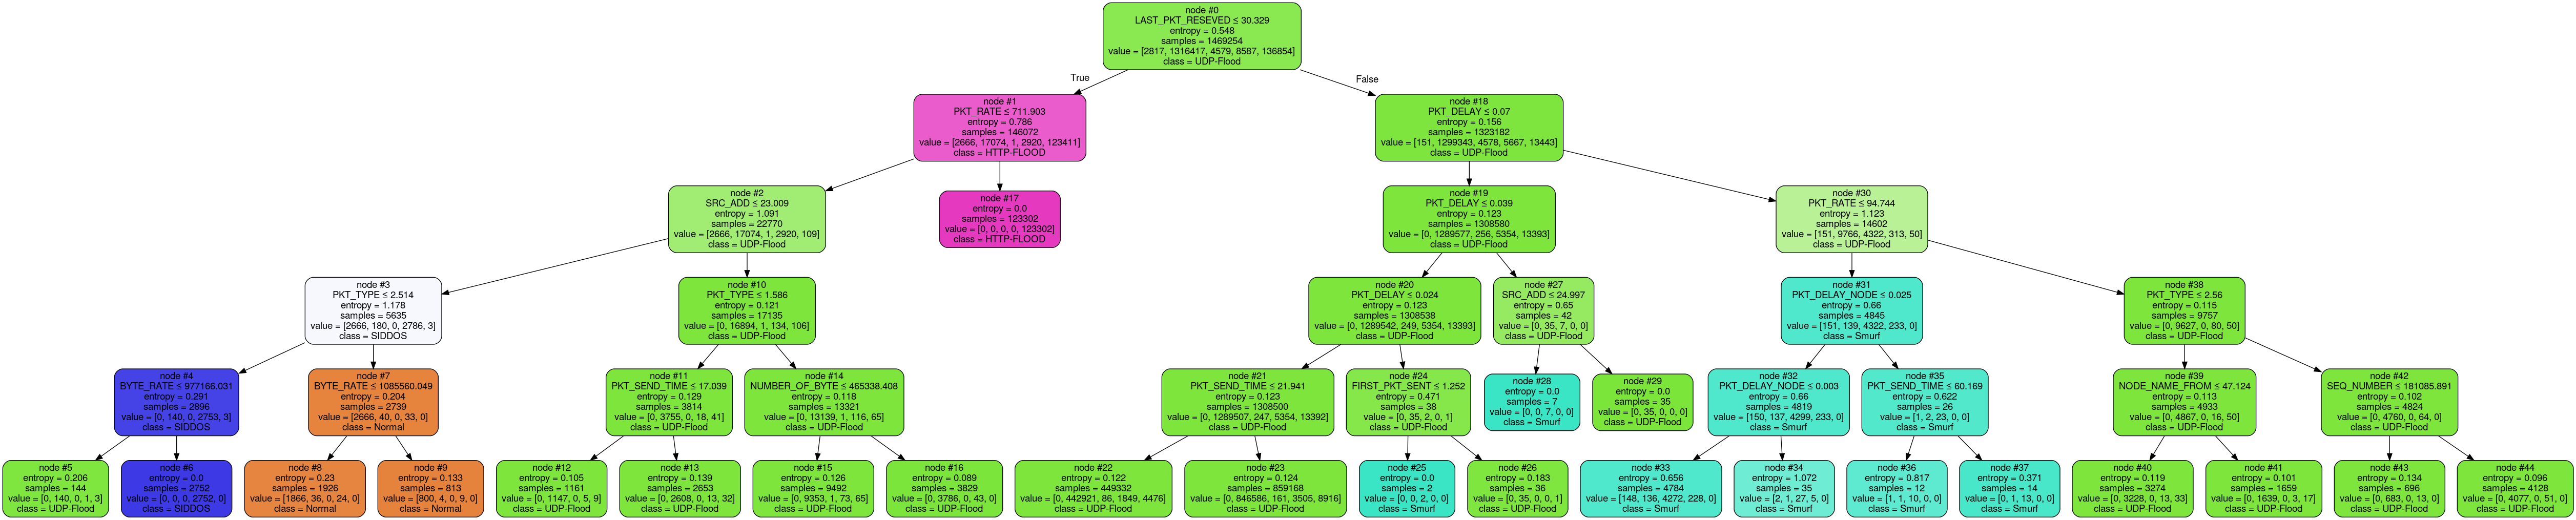 node #0
LAST_PKT_RESEVED ≤ 30.329
entropy = 0.548
samples = 1469254
value = [2817, 1316417, 4579, 8587, 136854]
class = UDP-Flood
True
False
node #1
PKT_RATE ≤ 711.903
entropy = 0.786
samples = 146072
value = [2666, 17074, 1, 2920, 123411]
class = HTTP-FLOOD
node #18
PKT_DELAY ≤ 0.07
entropy = 0.156
samples = 1323182
value = [151, 1299343, 4578, 5667, 13443]
class = UDP-Flood
node #2
SRC_ADD ≤ 23.009
entropy = 1.091
samples = 22770
value = [2666, 17074, 1, 2920, 109]
class = UDP-Flood
node #17
entropy = 0.0
samples = 123302
value = [0, 0, 0, 0, 123302]
class = HTTP-FLOOD
node #19
PKT_DELAY ≤ 0.039
entropy = 0.123
samples = 1308580
value = [0, 1289577, 256, 5354, 13393]
class = UDP-Flood
node #30
PKT_RATE ≤ 94.744
entropy = 1.123
samples = 14602
value = [151, 9766, 4322, 313, 50]
class = UDP-Flood
node #3
PKT_TYPE ≤ 2.514
entropy = 1.178
samples = 5635
value = [2666, 180, 0, 2786, 3]
class = SIDDOS
node #10
PKT_TYPE ≤ 1.586
entropy = 0.121
samples = 17135
value = [0, 16894, 1, 134, 106]
class = UDP-Flood
node #20
PKT_DELAY ≤ 0.024
entropy = 0.123
samples = 1308538
value = [0, 1289542, 249, 5354, 13393]
class = UDP-Flood
node #27
SRC_ADD ≤ 24.997
entropy = 0.65
samples = 42
value = [0, 35, 7, 0, 0]
class = UDP-Flood
node #31
PKT_DELAY_NODE ≤ 0.025
entropy = 0.66
samples = 4845
value = [151, 139, 4322, 233, 0]
class = Smurf
node #38
PKT_TYPE ≤ 2.56
entropy = 0.115
samples = 9757
value = [0, 9627, 0, 80, 50]
class = UDP-Flood
node #4
BYTE_RATE ≤ 977166.031
entropy = 0.291
samples = 2896
value = [0, 140, 0, 2753, 3]
class = SIDDOS
node #7
BYTE_RATE ≤ 1085560.049
entropy = 0.204
samples = 2739
value = [2666, 40, 0, 33, 0]
class = Normal
node #11
PKT_SEND_TIME ≤ 17.039
entropy = 0.129
samples = 3814
value = [0, 3755, 0, 18, 41]
class = UDP-Flood
node #14
NUMBER_OF_BYTE ≤ 465338.408
entropy = 0.118
samples = 13321
value = [0, 13139, 1, 116, 65]
class = UDP-Flood
node #21
PKT_SEND_TIME ≤ 21.941
entropy = 0.123
samples = 1308500
value = [0, 1289507, 247, 5354, 13392]
class = UDP-Flood
node #24
FIRST_PKT_SENT ≤ 1.252
entropy = 0.471
samples = 38
value = [0, 35, 2, 0, 1]
class = UDP-Flood
node #28
entropy = 0.0
samples = 7
value = [0, 0, 7, 0, 0]
class = Smurf
node #29
entropy = 0.0
samples = 35
value = [0, 35, 0, 0, 0]
class = UDP-Flood
node #32
PKT_DELAY_NODE ≤ 0.003
entropy = 0.66
samples = 4819
value = [150, 137, 4299, 233, 0]
class = Smurf
node #35
PKT_SEND_TIME ≤ 60.169
entropy = 0.622
samples = 26
value = [1, 2, 23, 0, 0]
class = Smurf
node #39
NODE_NAME_FROM ≤ 47.124
entropy = 0.113
samples = 4933
value = [0, 4867, 0, 16, 50]
class = UDP-Flood
node #42
SEQ_NUMBER ≤ 181085.891
entropy = 0.102
samples = 4824
value = [0, 4760, 0, 64, 0]
class = UDP-Flood
node #5
entropy = 0.206
samples = 144
value = [0, 140, 0, 1, 3]
class = UDP-Flood
node #6
entropy = 0.0
samples = 2752
value = [0, 0, 0, 2752, 0]
class = SIDDOS
node #8
entropy = 0.23
samples = 1926
value = [1866, 36, 0, 24, 0]
class = Normal
node #9
entropy = 0.133
samples = 813
value = [800, 4, 0, 9, 0]
class = Normal
node #12
entropy = 0.105
samples = 1161
value = [0, 1147, 0, 5, 9]
class = UDP-Flood
node #13
entropy = 0.139
samples = 2653
value = [0, 2608, 0, 13, 32]
class = UDP-Flood
node #15
entropy = 0.126
samples = 9492
value = [0, 9353, 1, 73, 65]
class = UDP-Flood
node #16
entropy = 0.089
samples = 3829
value = [0, 3786, 0, 43, 0]
class = UDP-Flood
node #22
entropy = 0.122
samples = 449332
value = [0, 442921, 86, 1849, 4476]
class = UDP-Flood
node #23
entropy = 0.124
samples = 859168
value = [0, 846586, 161, 3505, 8916]
class = UDP-Flood
node #25
entropy = 0.0
samples = 2
value = [0, 0, 2, 0, 0]
class = Smurf
node #26
entropy = 0.183
samples = 36
value = [0, 35, 0, 0, 1]
class = UDP-Flood
node #33
entropy = 0.656
samples = 4784
value = [148, 136, 4272, 228, 0]
class = Smurf
node #34
entropy = 1.072
samples = 35
value = [2, 1, 27, 5, 0]
class = Smurf
node #36
entropy = 0.817
samples = 12
value = [1, 1, 10, 0, 0]
class = Smurf
node #37
entropy = 0.371
samples = 14
value = [0, 1, 13, 0, 0]
class = Smurf
node #40
entropy = 0.119
samples = 3274
value = [0, 3228, 0, 13, 33]
class = UDP-Flood
node #41
entropy = 0.101
samples = 1659
value = [0, 1639, 0, 3, 17]
class = UDP-Flood
node #43
entropy = 0.134
samples = 696
value = [0, 683, 0, 13, 0]
class = UDP-Flood
node #44
entropy = 0.096
samples = 4128
value = [0, 4077, 0, 51, 0]
class = UDP-Flood